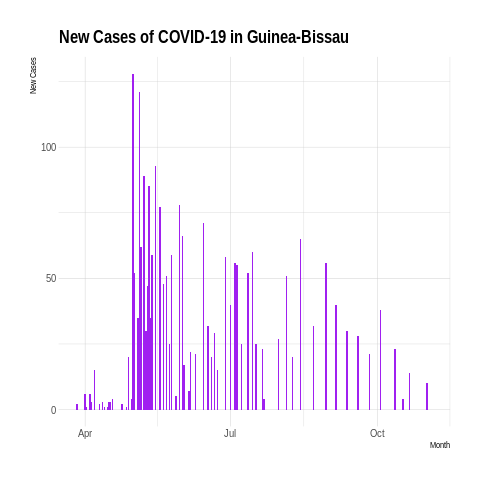 New Cases of COVID-19 in Guinea-Bissau
New Cases
100
50
0
Apr
Jul
Oct
Month